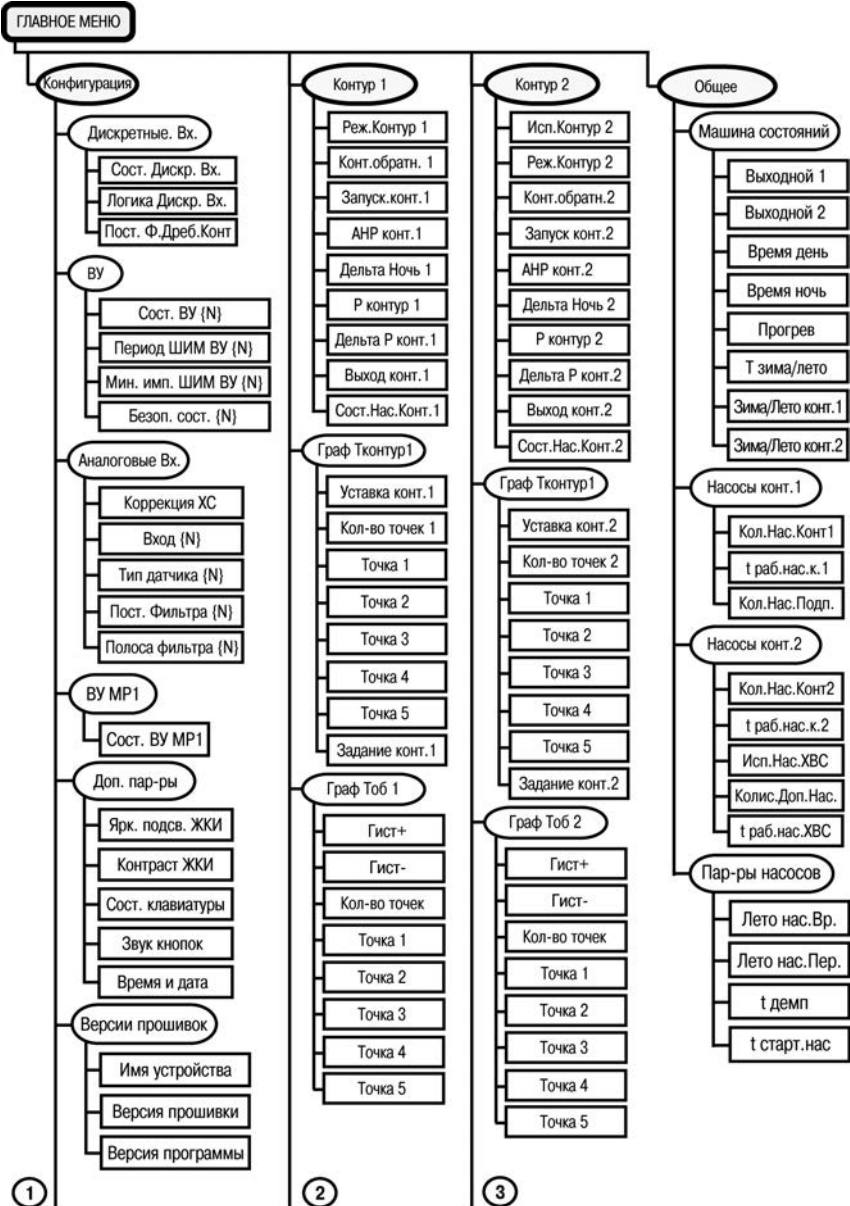 ГЛАВНОЕ МЕНЮ
Конфигурация
Дискретные. Вх.
Сост. Дискр. Вх.
Логика Дискр. Вх.
Пост. Ф.Дреб.Конт
ВУ
Сост. ВУ {N}
Период ШИМ ВУ {N}
Мин. имп. ШИМ ВУ {N}
Безоп. сост. {N}
Аналоговые Вх.
Коррекция ХС
Вход {N}
Тип датчика {N}
Пост. Фильтра {N}
Полоса фильтра {N}
ВУ МР1
Сост. ВУ МР1
Доп. пар-ры
Ярк. подсв. ЖКИ
Контраст ЖКИ
Сост. клавиатуры
Звук кнопок
Время и дата
Версии прошивок
Имя устройства
Версия прошивки
Версия программы
1
Контур 1
Реж.Контур 1
Конт.обратн. 1
Запуск.конт.1
АНР конт.1
Дельта Ночь 1
Р контур 1
Дельта Р конт.1
Выход конт.1
Сост.Нас.Конт.1
Граф Тконтур1
Уставка конт.1
Кол-во точек 1
Точка 1
Точка 2
Точка 3
Точка 4
Точка 5
Задание конт.1
Граф Тоб 1
Гист+
Гист-
Кол-во точек
Точка 1
Точка 2
Точка 3
Точка 4
Точка 5
2
Контур 2
Исп.Контур 2
Реж.Контур 2
Конт.обратн.2
Запуск конт.2
АНР конт.2
Дельта Ночь 2
Р контур 2
Дельта Р конт.2
Выход конт.2
Сост.Нас.Конт.2
Граф Тконтур1
Уставка конт.2
Кол-во точек 2
Точка 1
Точка 2
Точка 3
Точка 4
Точка 5
Задание конт.2
Граф Тоб 2
Гист+
Гист-
Кол-во точек
Точка 1
Точка 2
Точка 3
Точка 4
Точка 5
3
Общее
Машина состояний
Выходной 1
Выходной 2
Время день
Время ночь
Прогрев
Т зима/лето
Зима/Лето конт.1
Зима/Лето конт.2
Насосы конт.1
Кол.Нас.Конт1
t раб.нас.к.1
Кол.Нас.Подп.
Насосы конт.2
Кол.Нас.Конт2
t раб.нас.к.2
Исп.Нас.ХВС
Колис.Доп.Нас.
t раб.нас.ХВС
Пар-ры насосов
Лето нас.Вр.
Лето нас.Пер.
t демп
t старт.нас